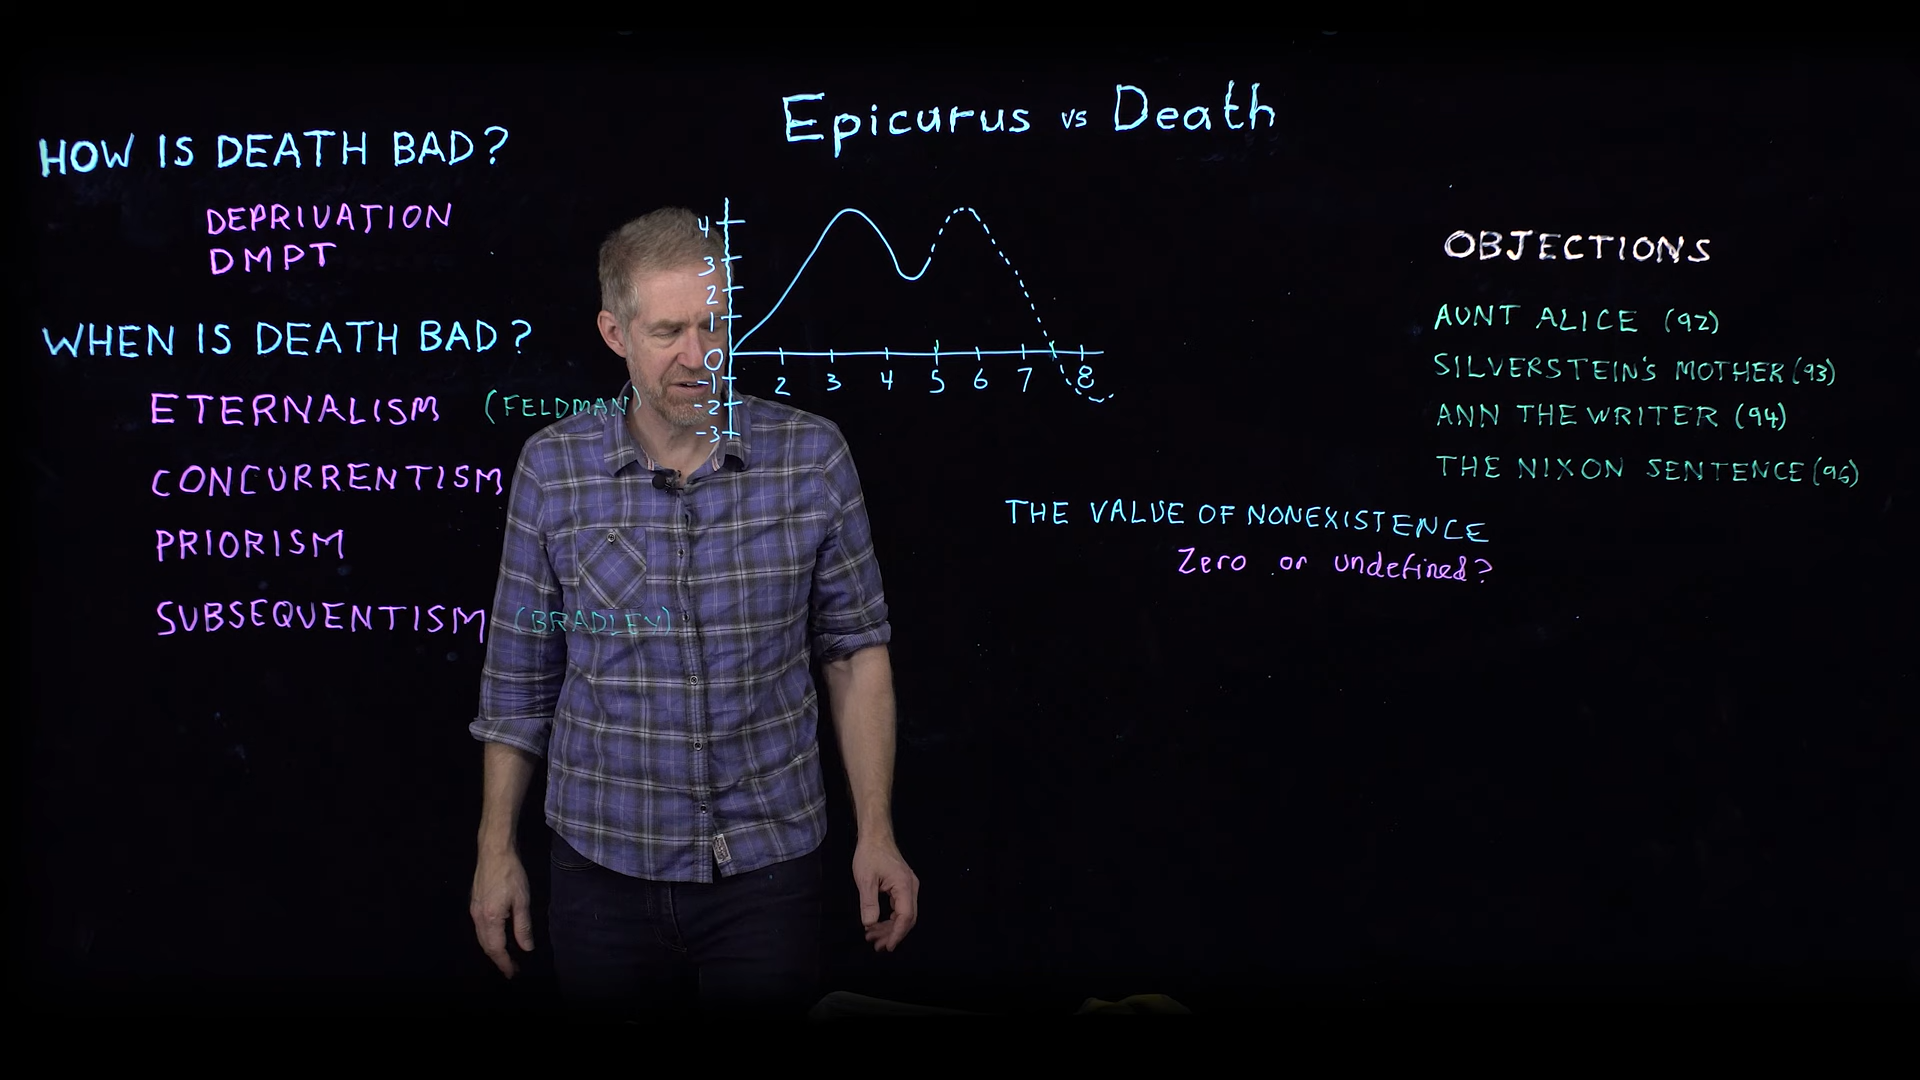 Epicurus vs Death
HOW IS DEATH BAD?
DEPRIVATION
DMPT
WHEN IS DEATH BAD?
ETERNALISM (FELDMAN)
CONCURRENTISM
PRIORISM
SUBSEQUENTISM (BRADLEY)
4
3
2
1
0
-1
-2
-3
2 3 4 5 6 7 8
THE VALUE OF NONEXISTENCE
Zero or undefined?
OBJECTIONS
AUNT ALICE (92)
SILVERSTEIN'S MOTHER (93)
ANN THE WRITER (94)
THE NIXON SENTENCE (95)